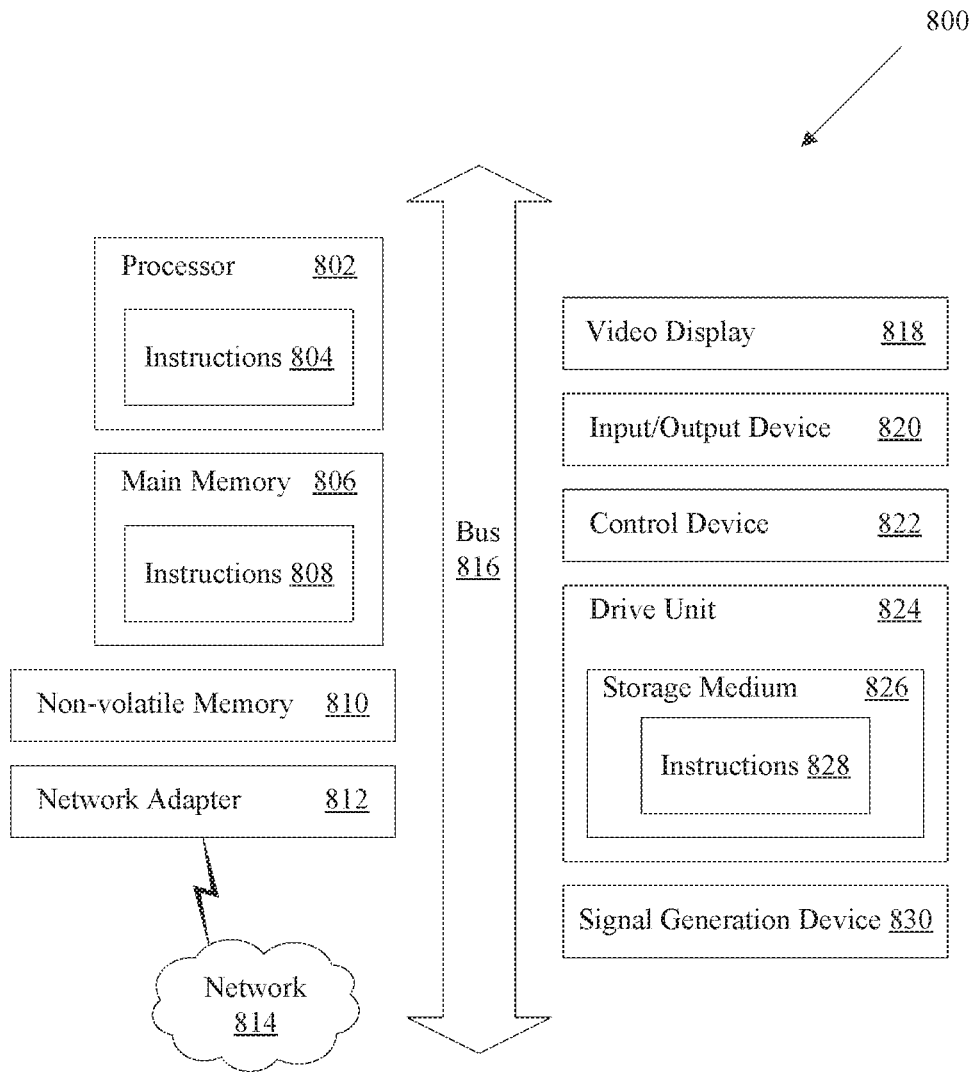 800
Processor 802
Instructions 804
Main Memory 806
Instructions 808
Non-volatile Memory 810
Network Adapter 812
Network
814
Bus
816
Video Display 818
Input/Output Device 820
Control Device 822
Drive Unit 824
Storage Medium 826
Instructions 828
Signal Generation Device 830